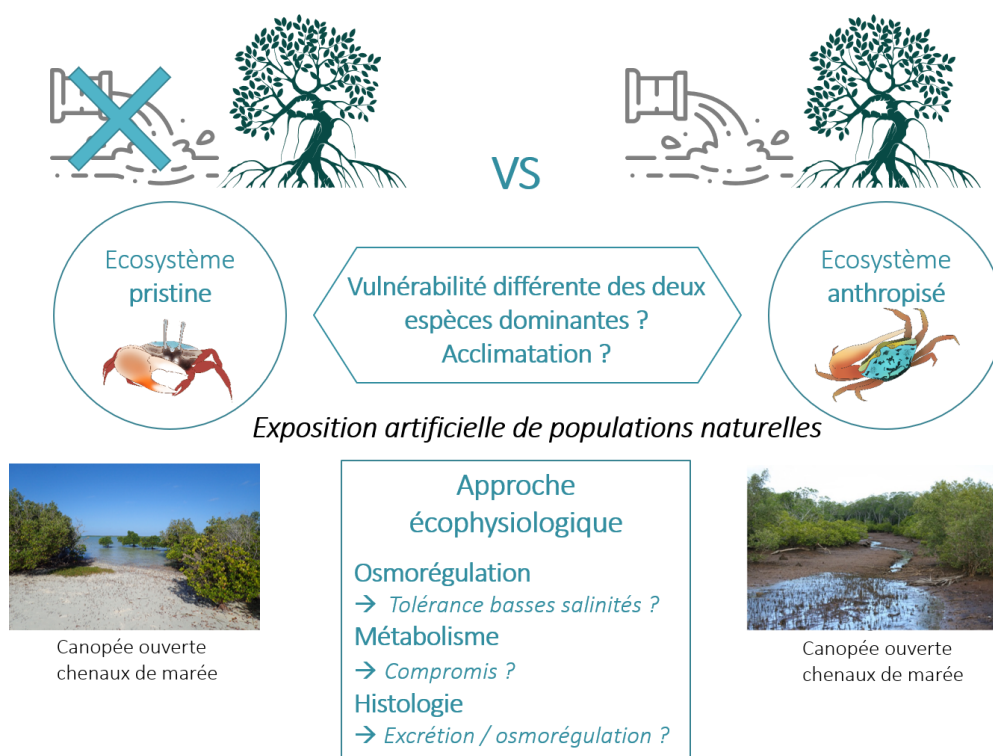 VS
Ecosystème
pristine
Vulnérabilité différente des deux
espèces dominantes ?
Acclimatation ?
Ecosystème
anthropisé
Exposition artificielle de populations naturelles
Approche
écophysiologique
Osmorégulation
→ Tolérance basses salinités ?
Métabolisme
→ Compromis ?
Histologie
→ Excrétion / osmorégulation ?
Canopée ouverte
chenaux de marée
Canopée ouverte
chenaux de marée